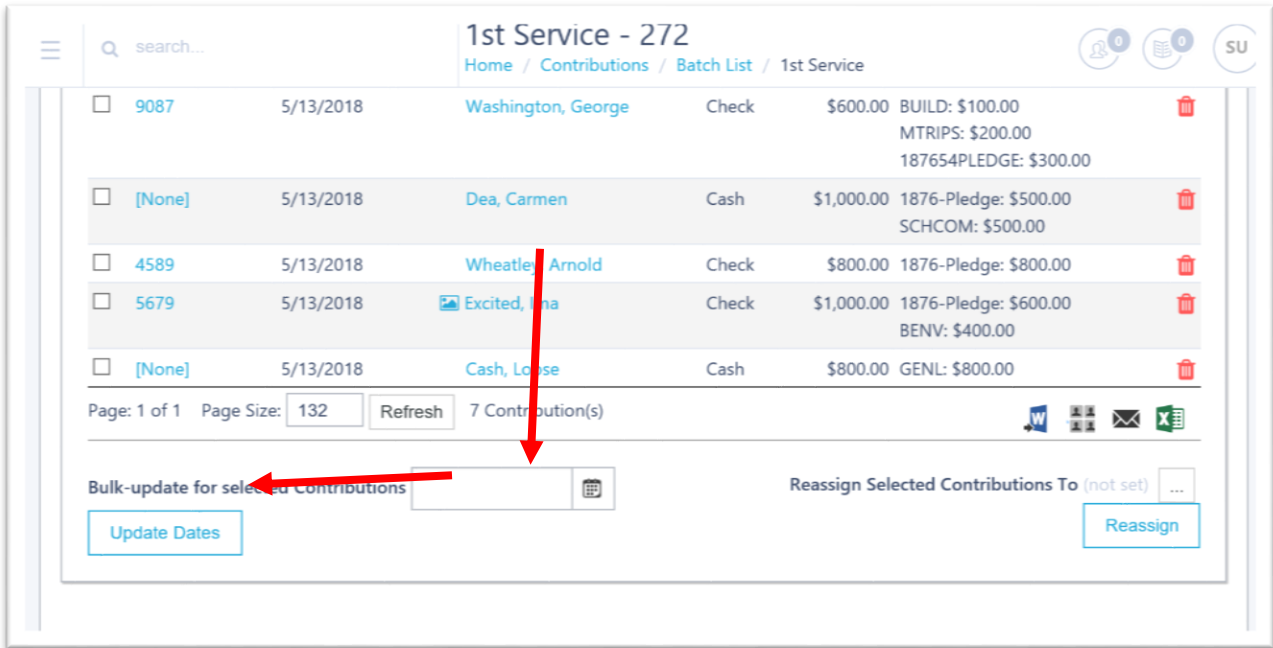 search...
1st Service - 272
0
0
SU
Home / Contributions / Batch List / 1st Service
9087 5/13/2018 Washington, George Check $600.00 BUILD: $100.00
MTRIPS: $200.00
187654PLEDGE: $300.00
[None] 5/13/2018 Dea, Carmen Cash $1,000.00 1876-Pledge: $500.00
SCHCOM: $500.00
4589 5/13/2018 Wheatley, Arnold Check $800.00 1876-Pledge: $800.00
5679 5/13/2018 Excited, Ima Check $1,000.00 1876-Pledge: $600.00
BENV: $400.00
[None] 5/13/2018 Cash, Loose Cash $800.00 GENL: $800.00
Page: 1 of 1 Page Size: 132 Refresh 7 Contribution(s)
Bulk-update for selected Contributions
Reassign Selected Contributions To (not set) ...
Update Dates
Reassign